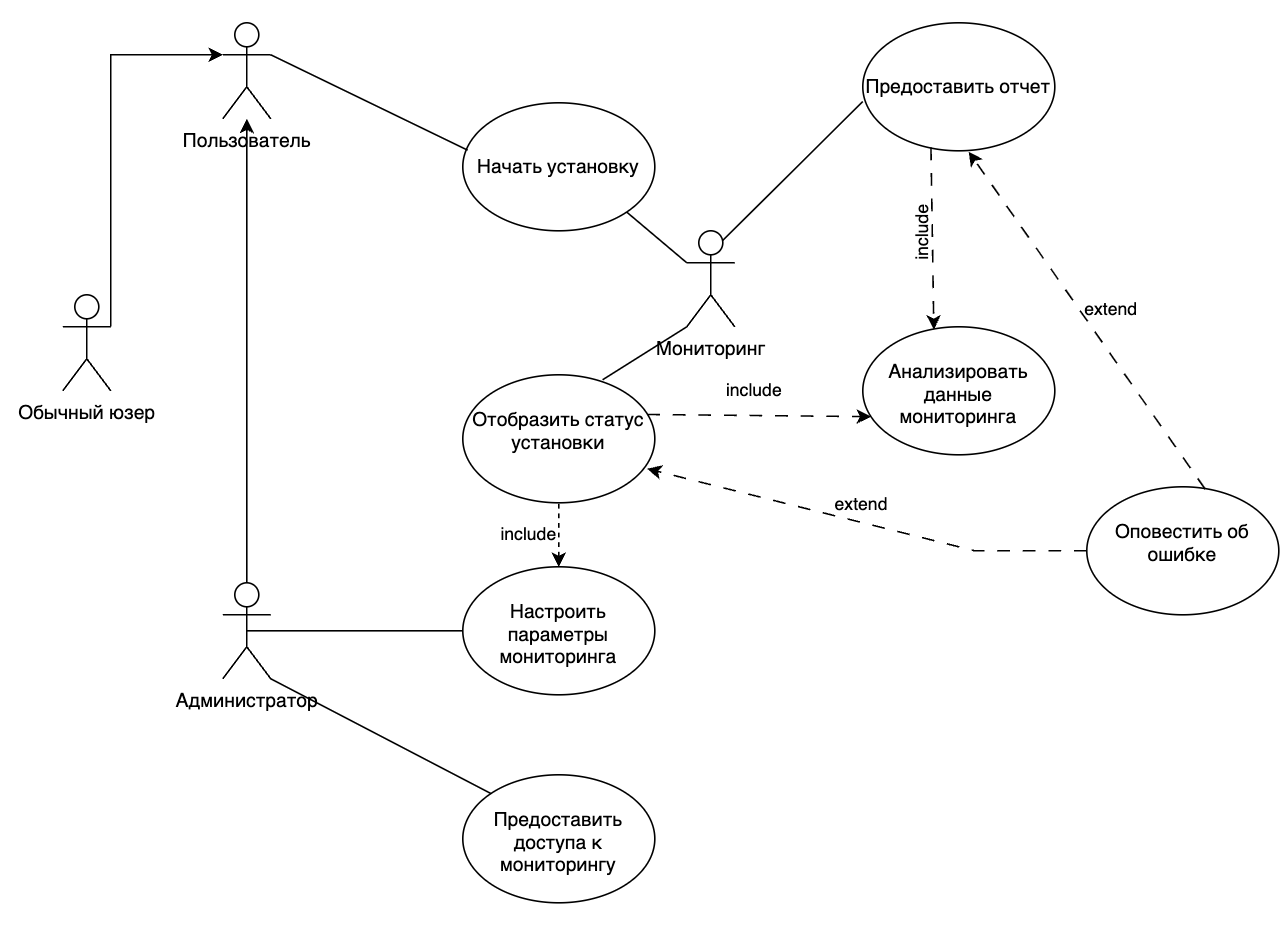 Предоставить отчет
Пользователь
Начать установку
include
extend
Мониторинг
Обычный юзер
Анализировать
данные
мониторинга
include
Отобразить статус
установки
extend
include
Оповестить об
ошибке
Настроить
параметры
мониторинга
Администратор
Предоставить
доступа к
мониторингу